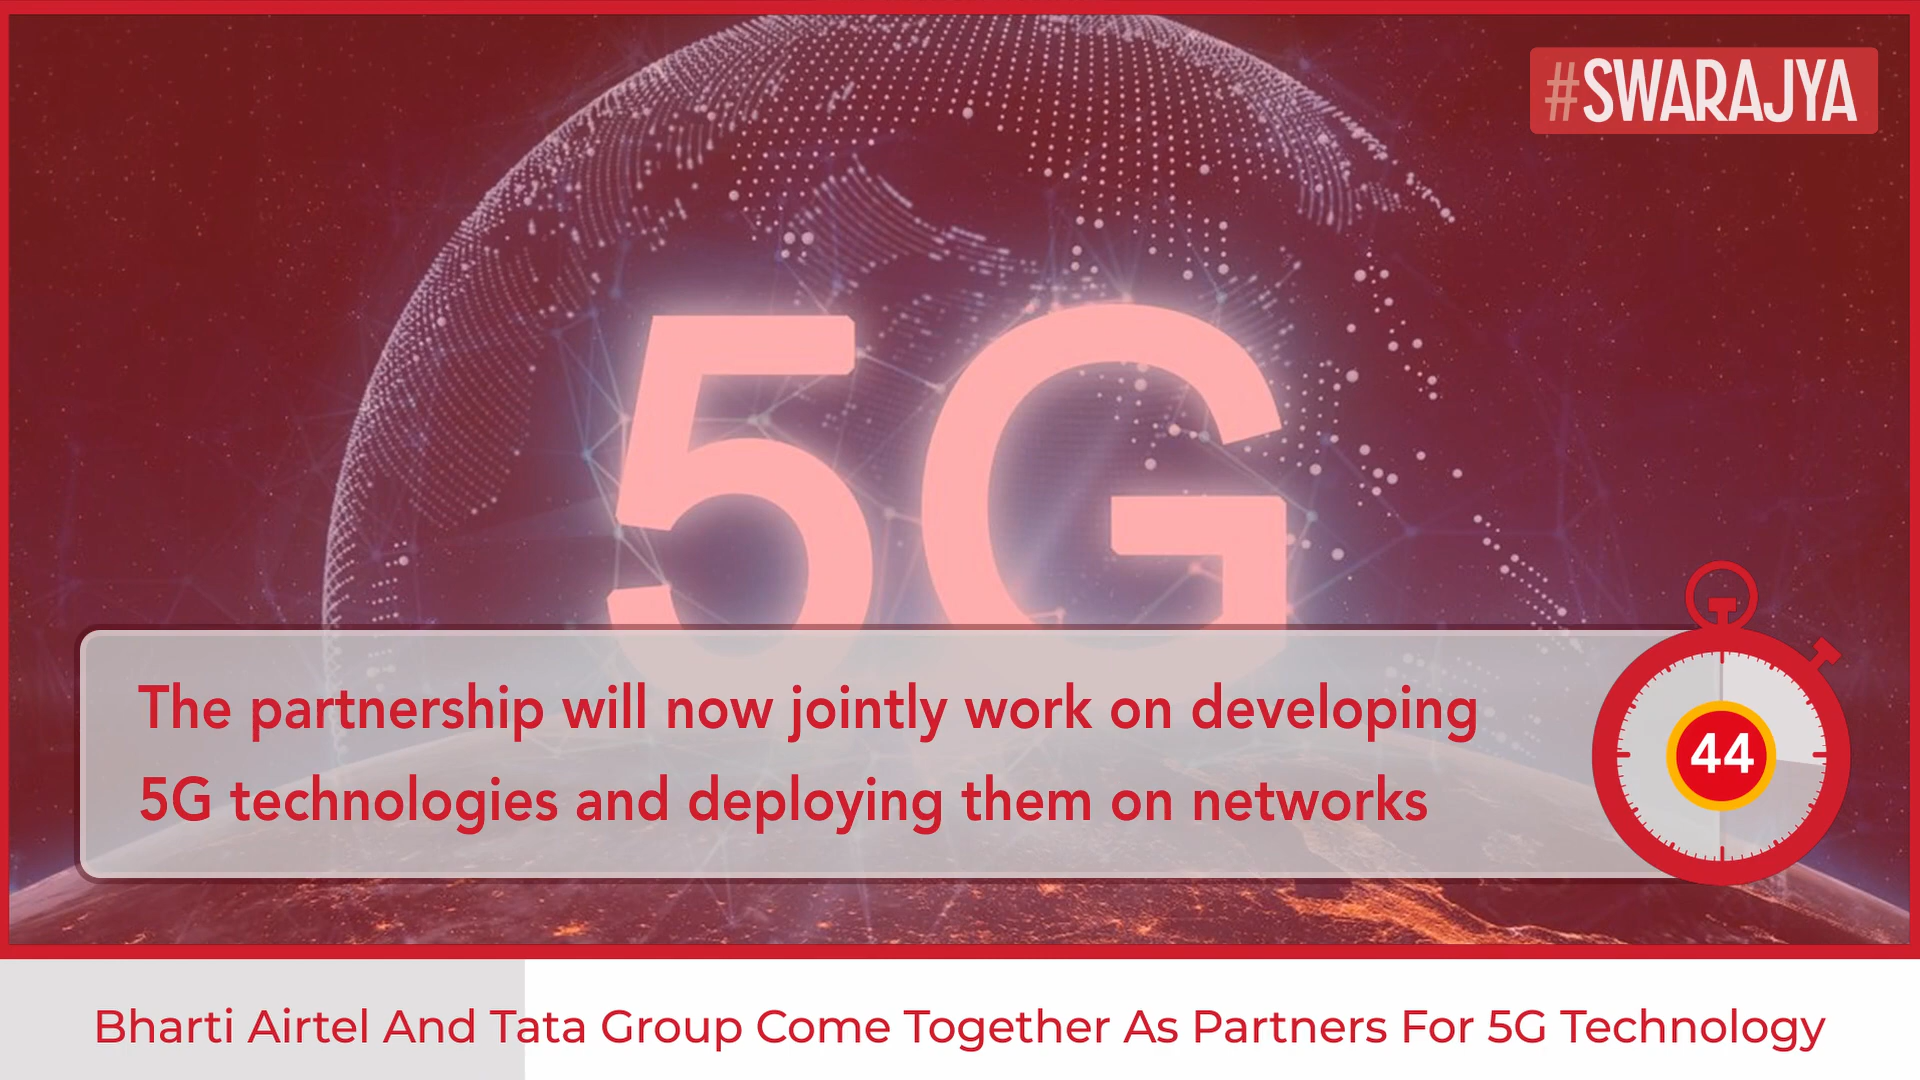 #SWARAJYA
5G
The partnership will now jointly work on developing
5G technologies and deploying them on networks
44
Bharti Airtel And Tata Group Come Together As Partners For 5G Technology